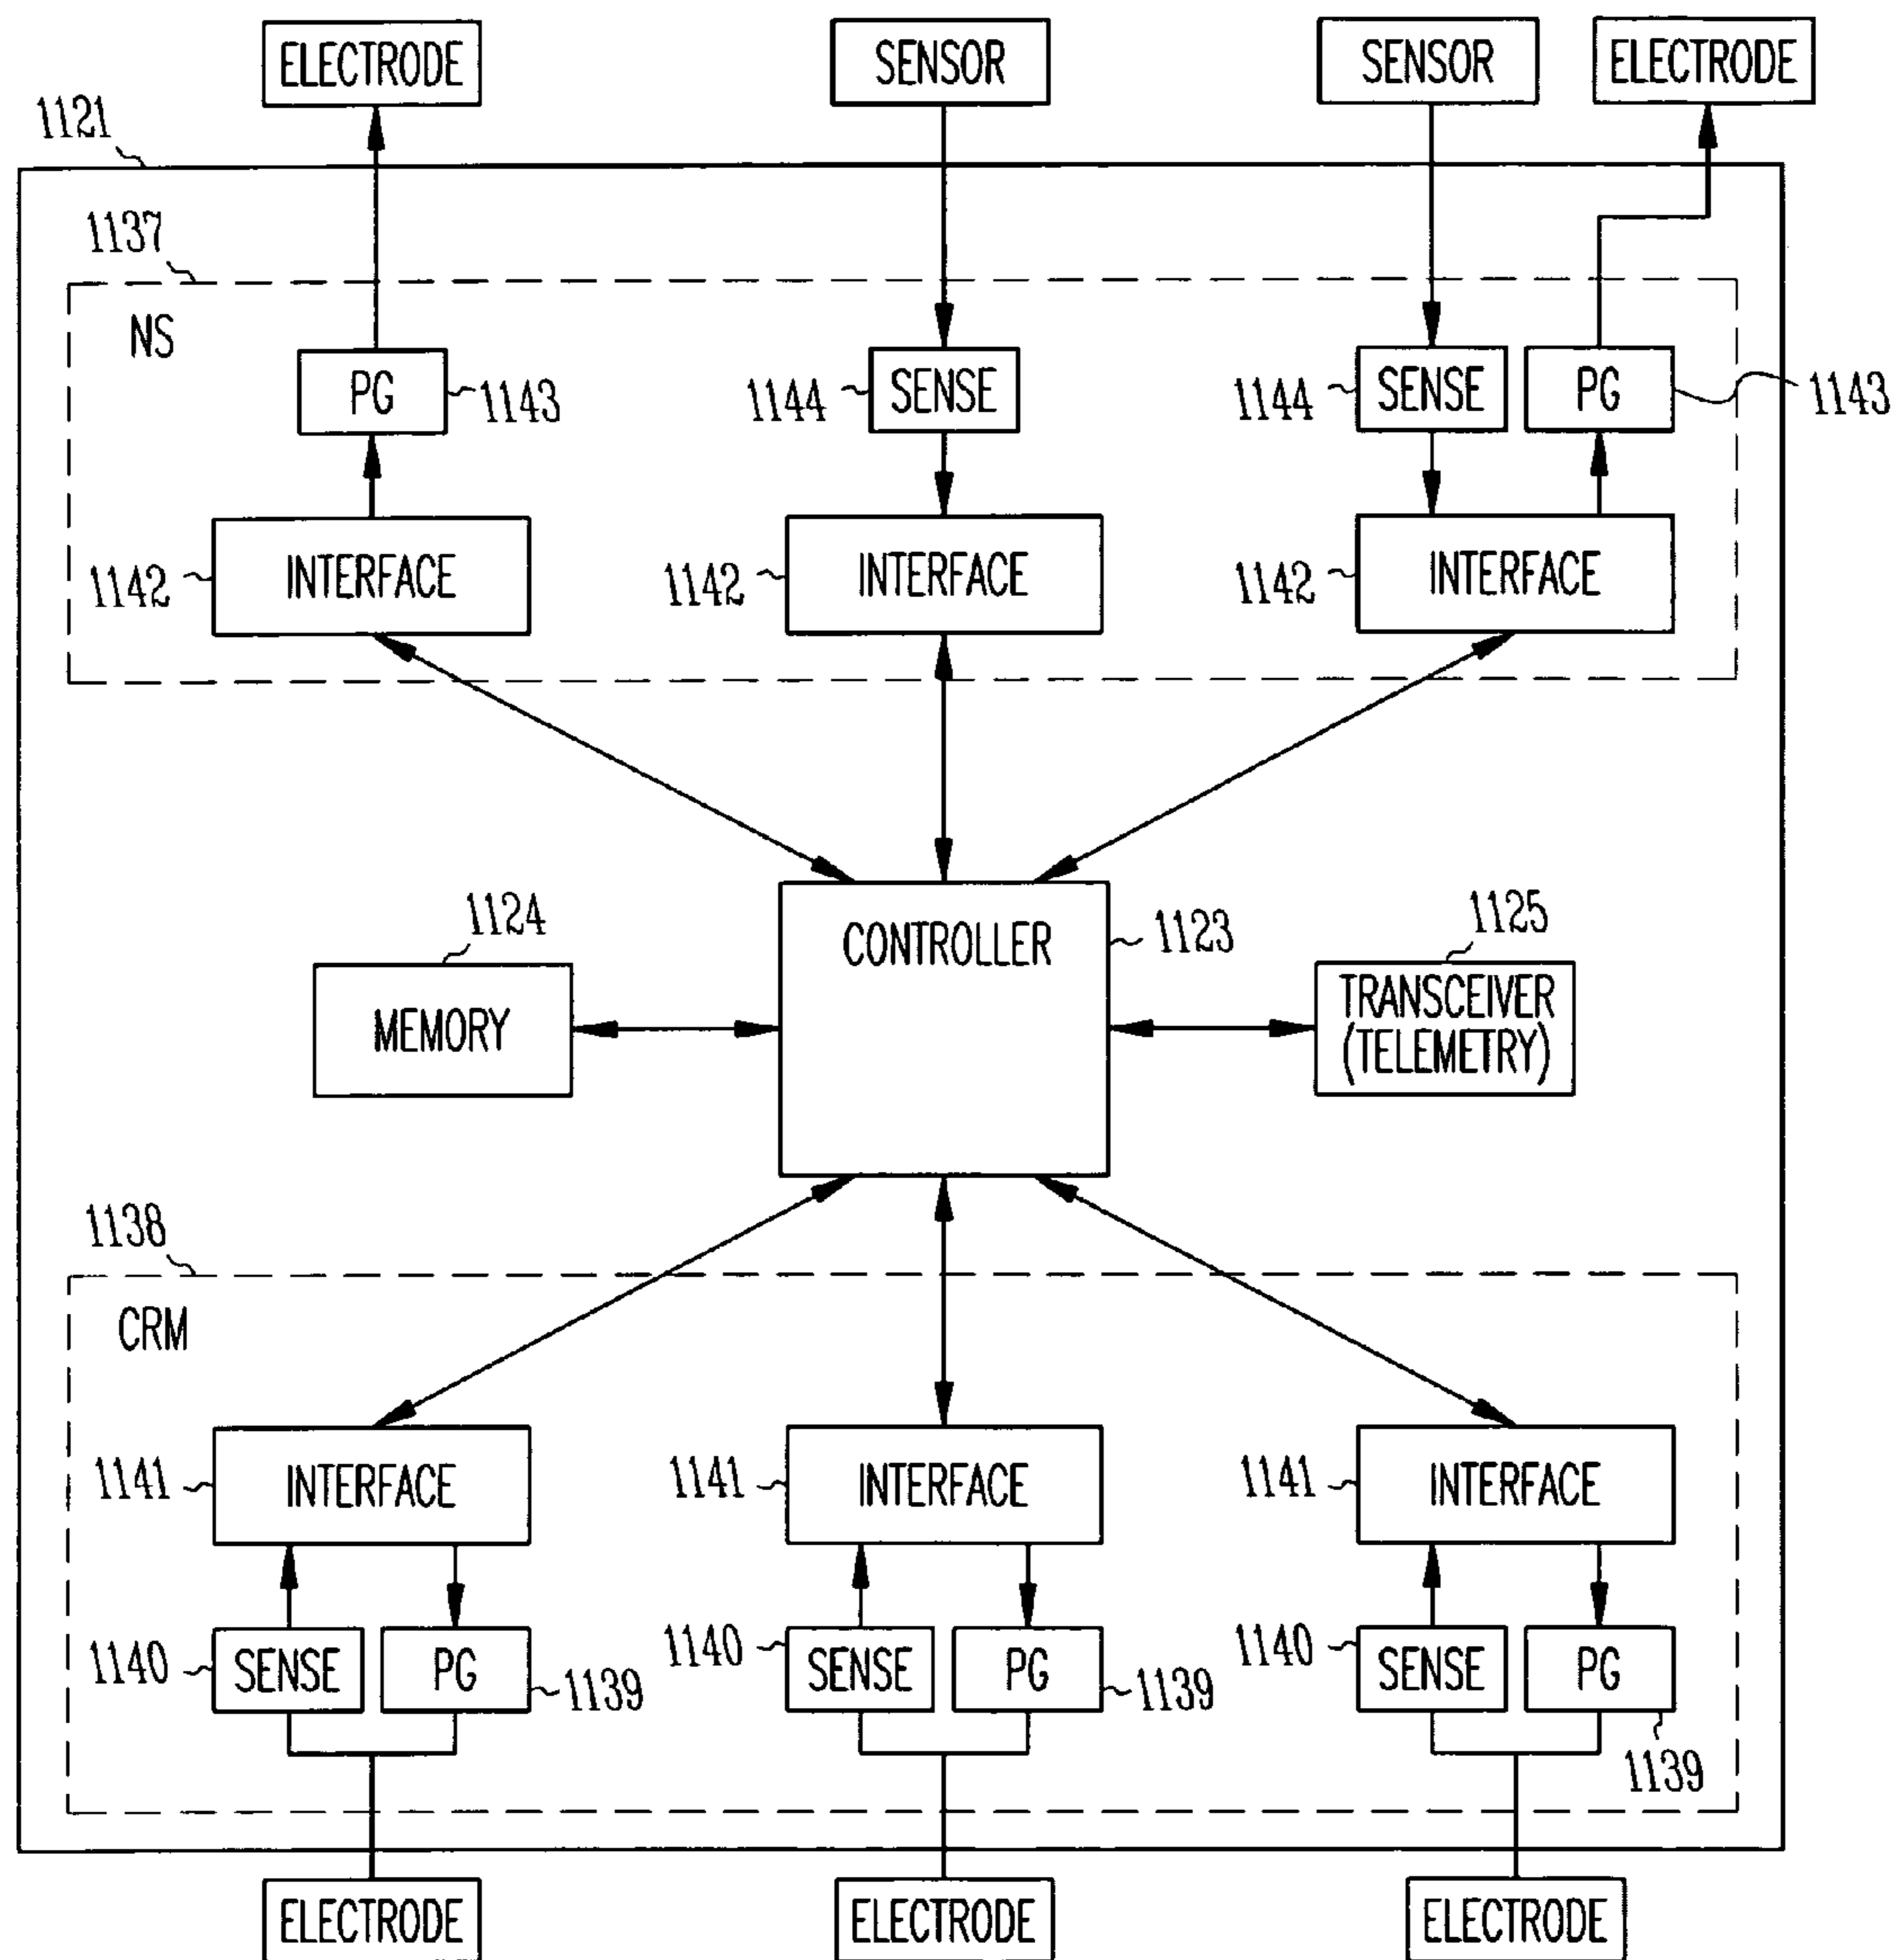 ELECTRODE
SENSOR
SENSOR
ELECTRODE
1121
1137
NS
PG
1143
1144
SENSE
1144
SENSE
PG
1143
1142
INTERFACE
1142
INTERFACE
1142
INTERFACE
1124
MEMORY
CONTROLLER
1123
1125
TRANSCEIVER
(TELEMETRY)
1138
CRM
1141
INTERFACE
1141
INTERFACE
1141
INTERFACE
1140
SENSE
PG
1139
1140
SENSE
PG
1139
1140
SENSE
PG
1139
ELECTRODE
ELECTRODE
ELECTRODE